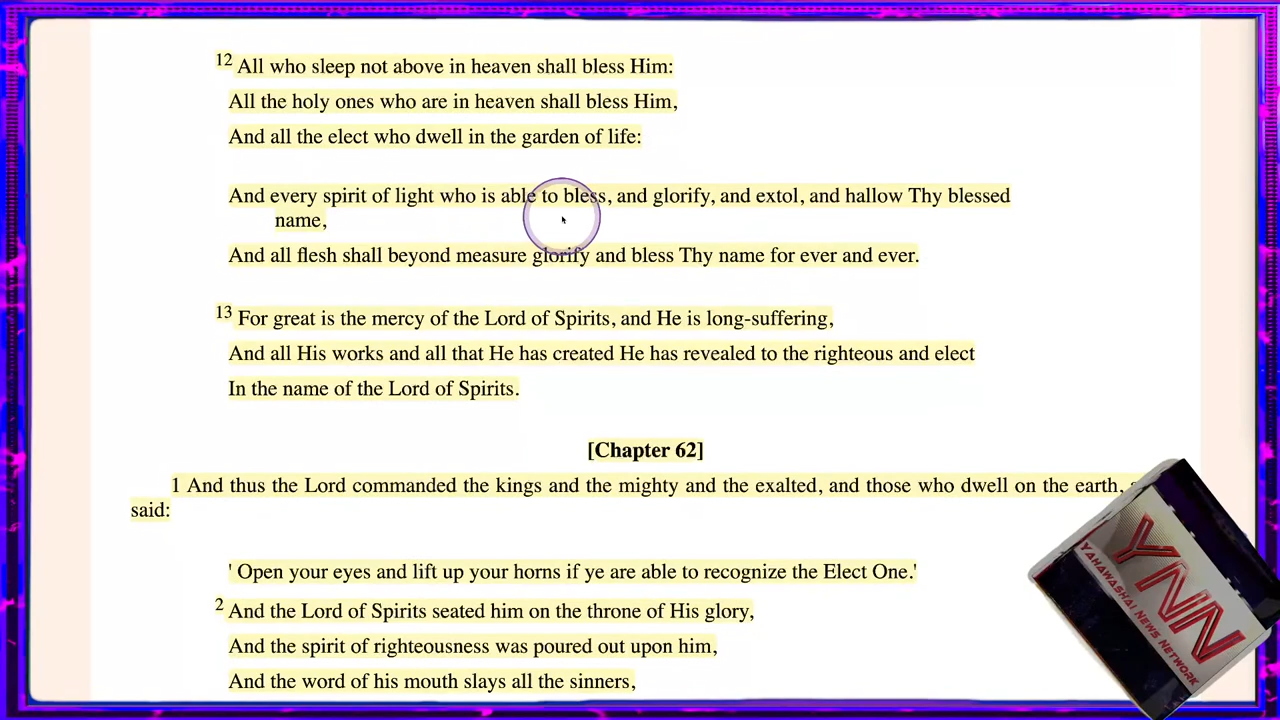 12 All who sleep not above in heaven shall bless Him:
All the holy ones who are in heaven shall bless Him,
And all the elect who dwell in the garden of life:
And every spirit of light who is able to bless, and glorify, and extol, and hallow Thy blessed
name,
And all flesh shall beyond measure glorify and bless Thy name for ever and ever.
13 For great is the mercy of the Lord of Spirits, and He is long-suffering,
And all His works and all that He has created He has revealed to the righteous and elect
In the name of the Lord of Spirits.
[Chapter 62]
1 And thus the Lord commanded the kings and the mighty and the exalted, and those who dwell on the earth,
said:
' Open your eyes and lift up your horns if ye are able to recognize the Elect One.'
2 And the Lord of Spirits seated him on the throne of His glory,
And the spirit of righteousness was poured out upon him,
And the word of his mouth slays all the sinners,
YNN
YAHAWASHAI NEWS NETWORK